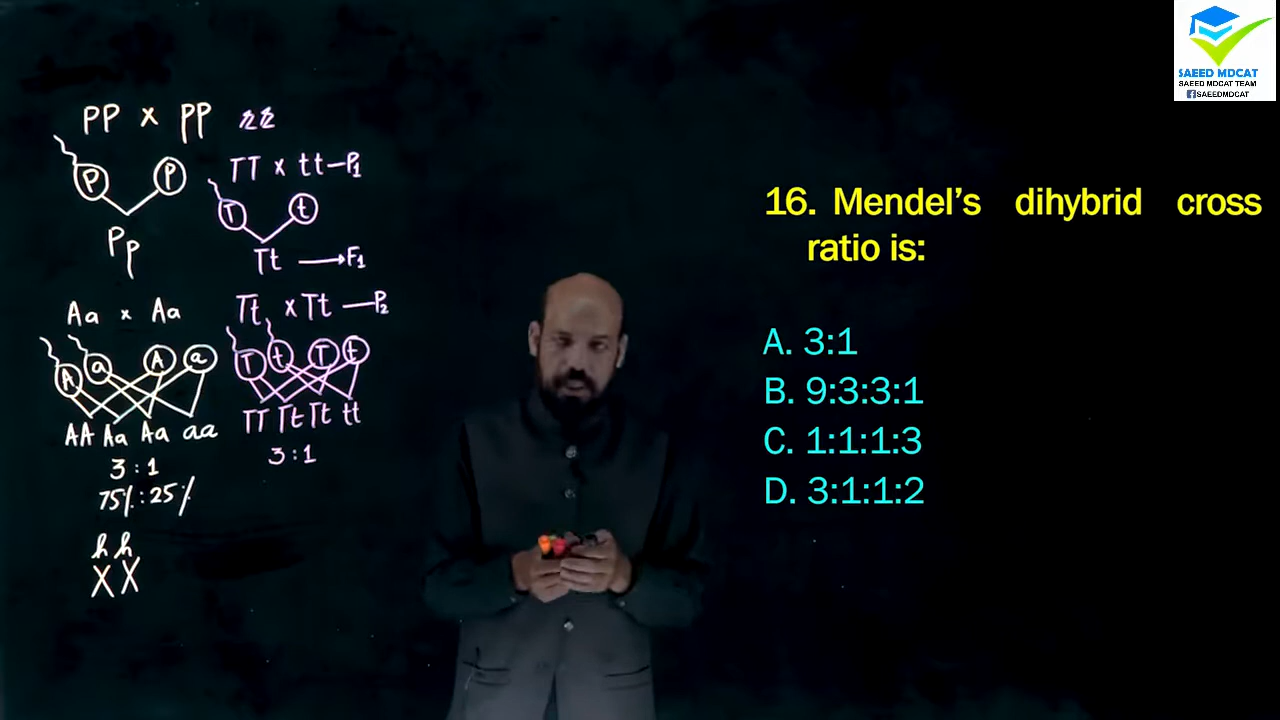 PP x pp rr
P P
Pp
TT x tt-P1
T t
Tt → F1
Aa x Aa
A a A a
AA Aa Aa aa
3 : 1
75% : 25%
Tt x Tt - P2
T t T t
TT Tt Tt tt
3 : 1
h h
X X
SAEED MDCAT
SAEED MDCAT TEAM
SAEEDMDCAT
16. Mendel's dihybrid cross
ratio is:
A. 3:1
B. 9:3:3:1
C. 1:1:1:3
D. 3:1:1:2